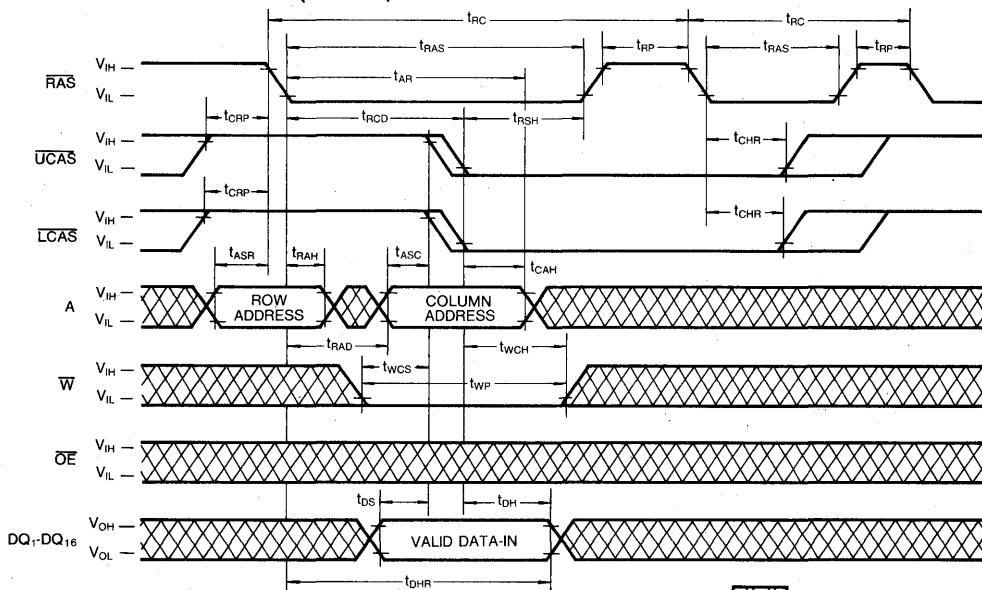 tRC tRC
tRAS tRP tRAS tRP
tAR
RAS VIH
VIL
tCRP tRCD tRSH
UCAS VIH
VIL
tCHR
tCRP
LCAS VIH
VIL
tCHR
tASR tRAH tASC tCAH
A VIH
VIL
ROW ADDRESS
COLUMN ADDRESS
tRAD tWCS tWCH
tWP
W VIH
VIL
OE VIH
VIL
tDS tDH
DQ1-DQ16 VOH
VOL
VALID DATA-IN
tDHR